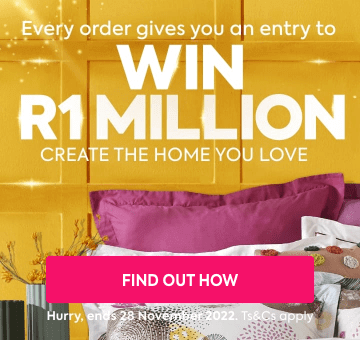 Every order gives you an entry to
WIN
R1 MILLION
CREATE THE HOME YOU LOVE
FIND OUT HOW
Hurry, ends 28 November 2022. Ts&Cs apply